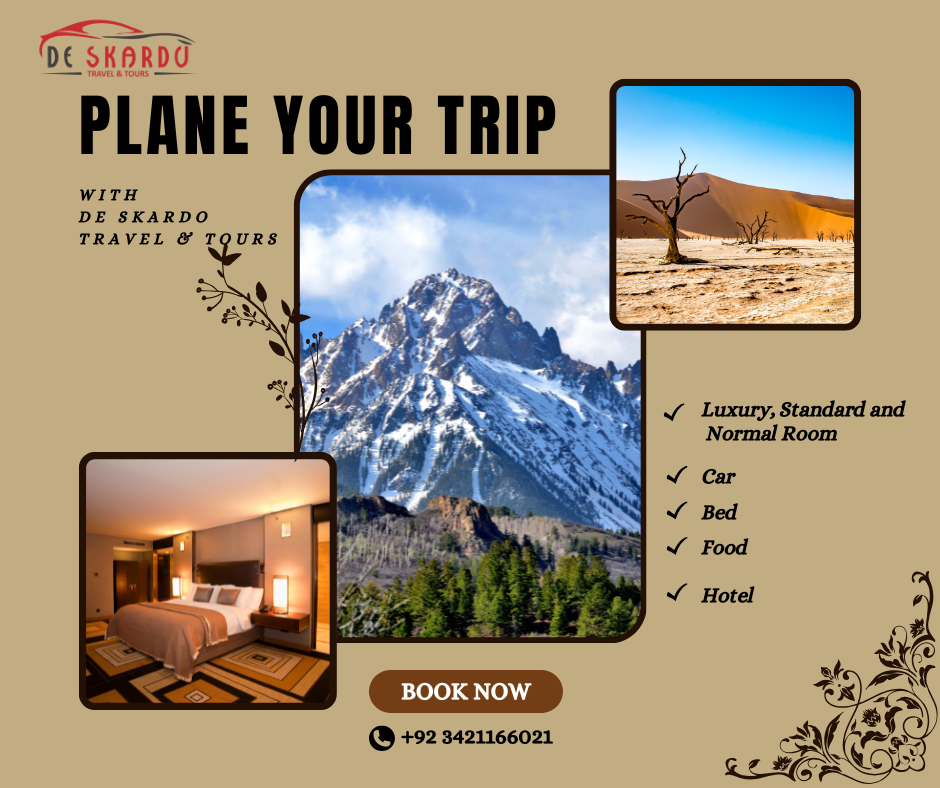 DE SKARDU
TRAVEL & TOURS
PLANE YOUR TRIP
WITH
DE SKARDO
TRAVEL & TOURS
Luxury, Standard and
Normal Room
Car
Bed
Food
Hotel
BOOK NOW
+92 3421166021